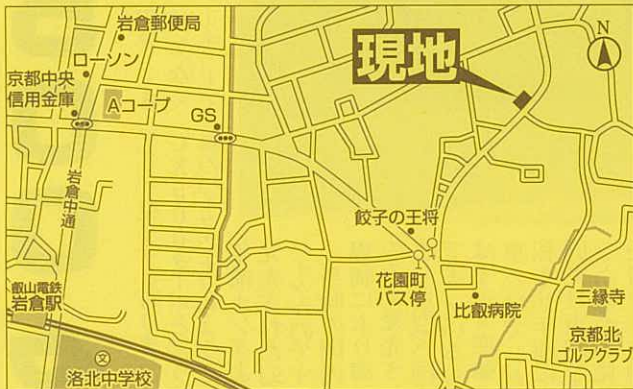 岩倉郵便局
ローソン
京都中央
信用金庫
Aコープ
GS
現地
N
岩倉中通
餃子の王将
花園町
バス停
比叡病院
三縁寺
京都北
ゴルフクラブ
叡山電鉄
岩倉駅
文
洛北中学校